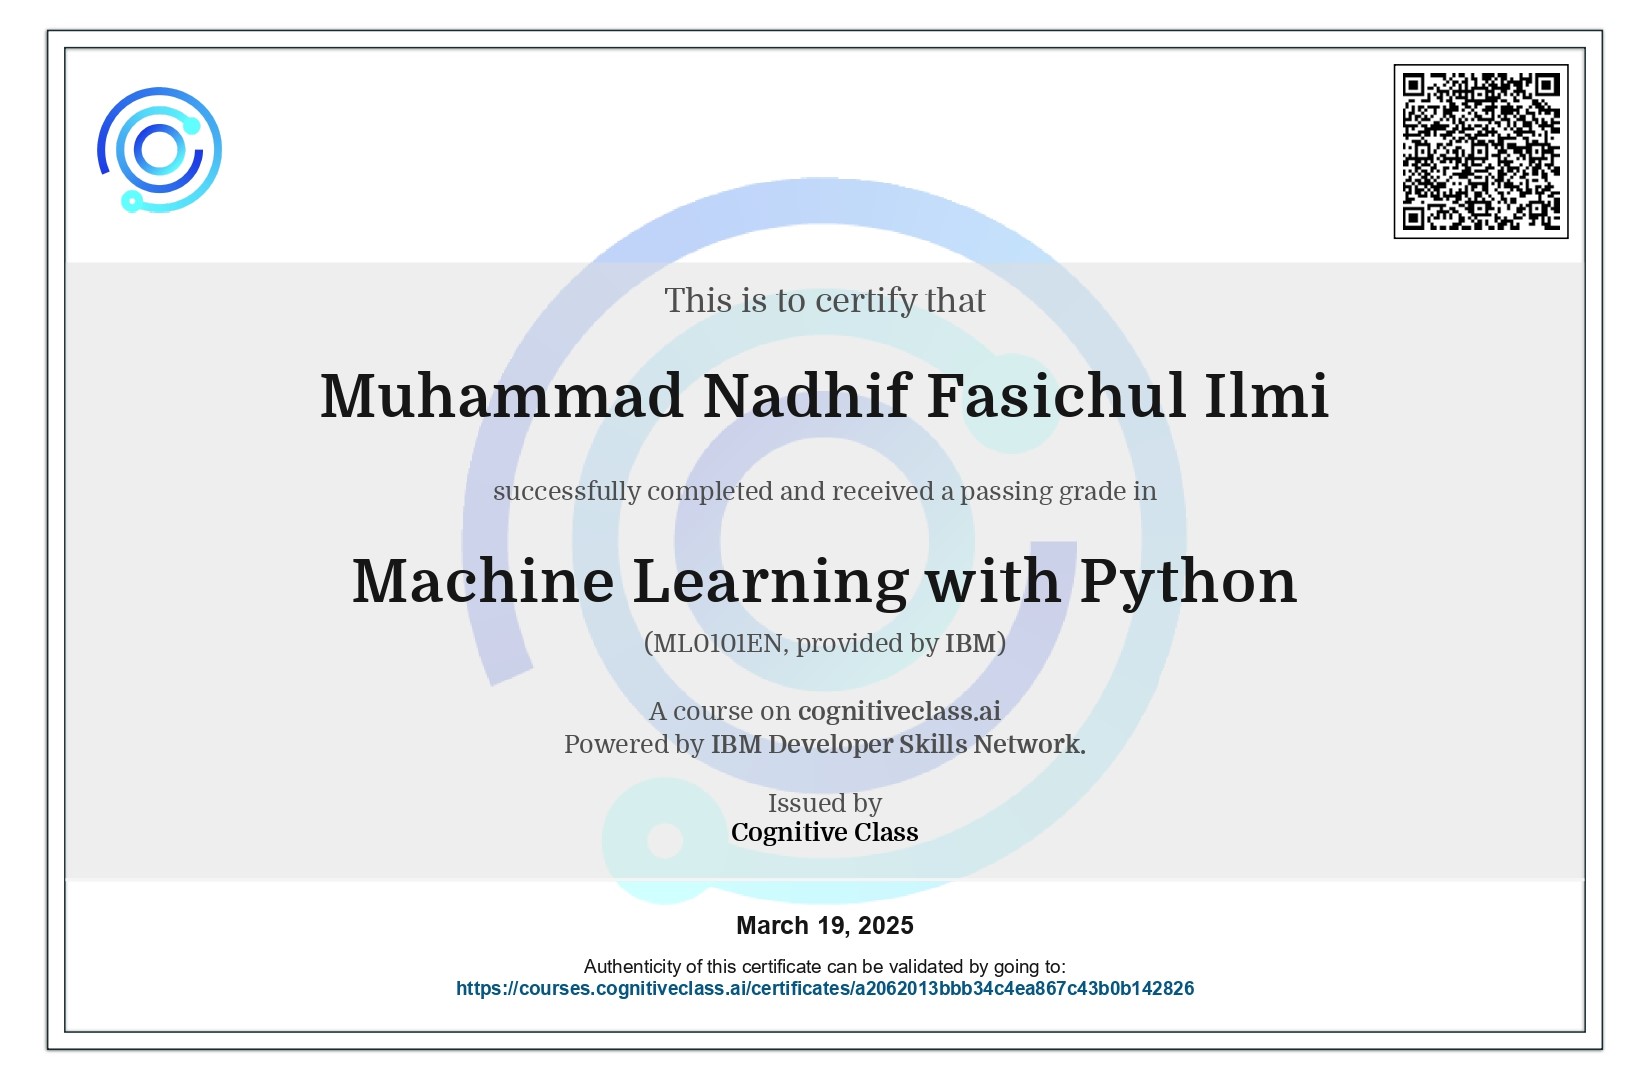 This is to certify that
Muhammad Nadhif Fasichul Ilmi
successfully completed and received a passing grade in
Machine Learning with Python
(ML0101EN, provided by IBM)
A course on cognitiveclass.ai
Powered by IBM Developer Skills Network.
Issued by
Cognitive Class
March 19, 2025
Authenticity of this certificate can be validated by going to:
https://courses.cognitiveclass.ai/certificates/a2062013bbb34c4ea867c43b0b142826